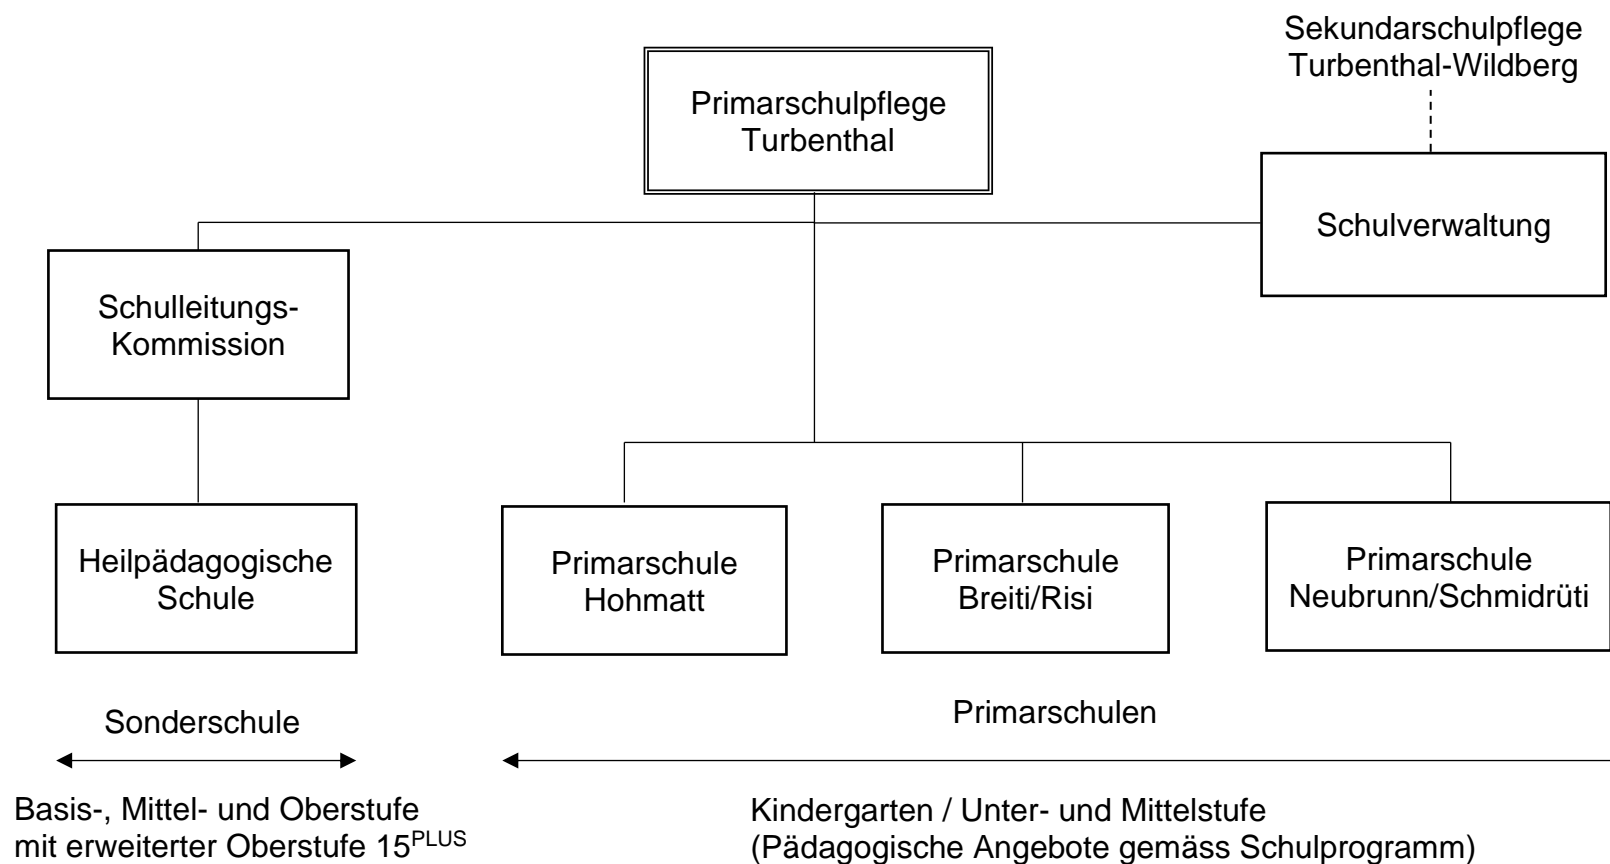 Sekundarschulpflege
Turbenthal-Wildberg
Primarschulpflege
Turbenthal
Schulverwaltung
Schulleitungs-
Kommission
Heilpädagogische
Schule
Primarschule
Hohmatt
Primarschule
Breiti/Risi
Primarschule
Neubrunn/Schmidrüti
Sonderschule
Primarschulen
Basis-, Mittel- und Oberstufe
mit erweiterter Oberstufe 15PLUS
Kindergarten / Unter- und Mittelstufe
(Pädagogische Angebote gemäss Schulprogramm)